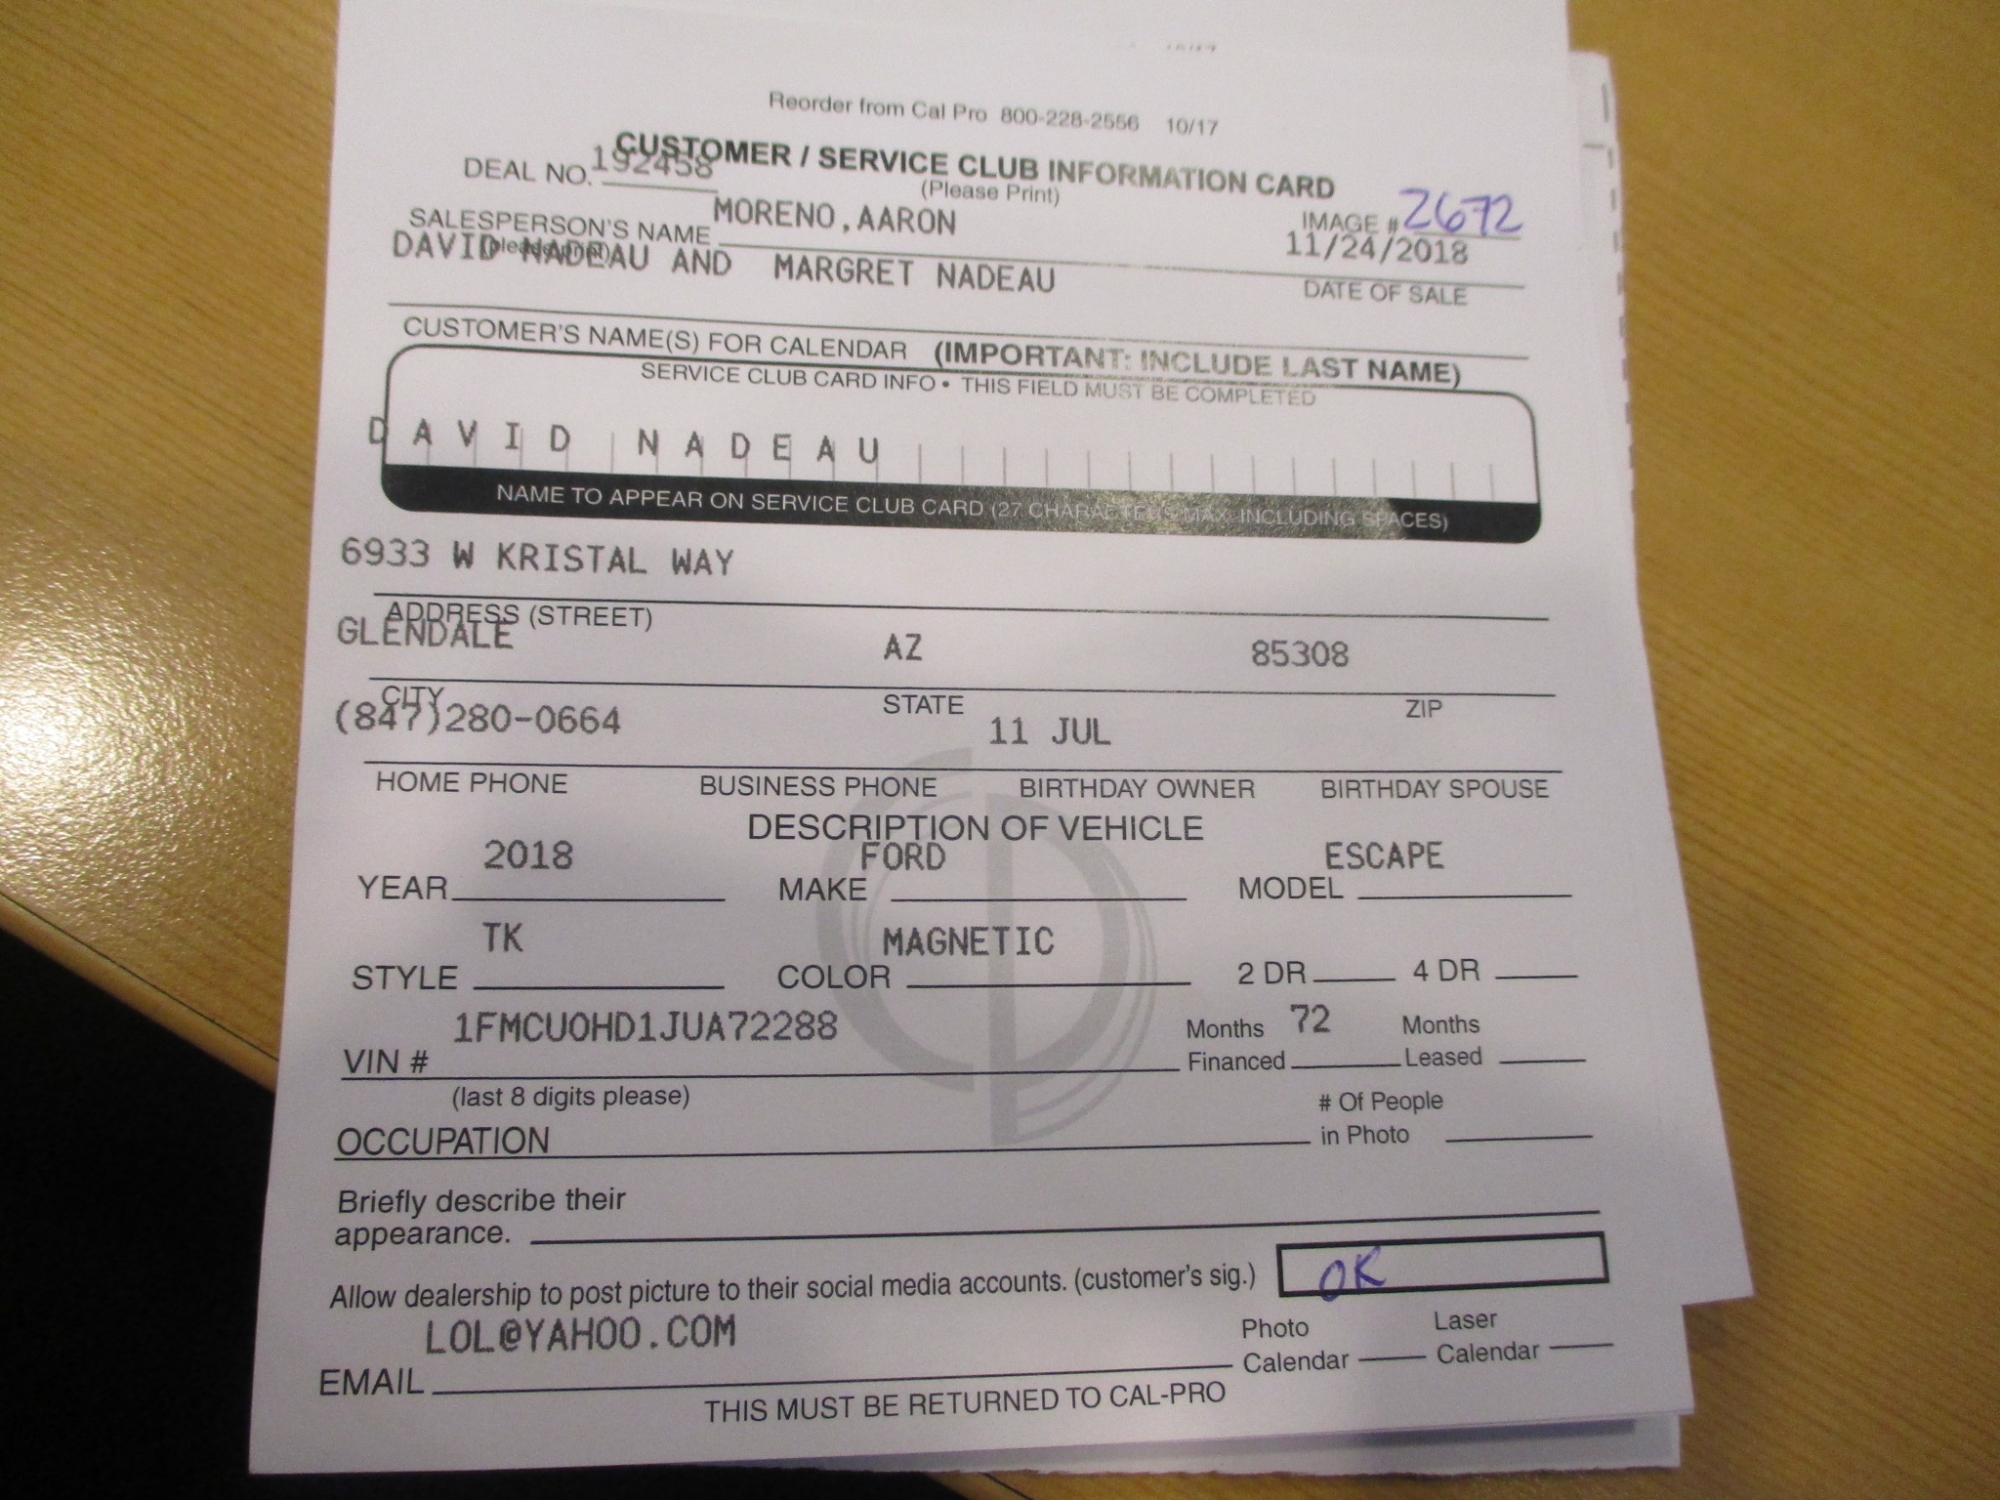 Reorder from Cal Pro 800-228-2556 10/17
CUSTOMER / SERVICE CLUB INFORMATION CARD
DEAL NO. 192458
(Please Print)
SALESPERSON'S NAME MORENO, AARON
IMAGE # 2672
(please print)
11/24/2018
DAVID NADEAU AND MARGRET NADEAU
DATE OF SALE
CUSTOMER'S NAME(S) FOR CALENDAR (IMPORTANT: INCLUDE LAST NAME)
SERVICE CLUB CARD INFO • THIS FIELD MUST BE COMPLETED
DAVID NADEAU
NAME TO APPEAR ON SERVICE CLUB CARD (27 CHARACTERS MAX. INCLUDING SPACES)
6933 W KRISTAL WAY
ADDRESS (STREET)
GLENDALE AZ 85308
CITY STATE ZIP
(847)280-0664 11 JUL
HOME PHONE BUSINESS PHONE BIRTHDAY OWNER BIRTHDAY SPOUSE
DESCRIPTION OF VEHICLE
YEAR 2018 MAKE FORD MODEL ESCAPE
STYLE TK COLOR MAGNETIC 2 DR 4 DR
VIN # 1FMCU0HD1JUA72288 Months Financed 72 Months Leased
(last 8 digits please)
OCCUPATION # Of People in Photo
Briefly describe their
appearance.
Allow dealership to post picture to their social media accounts. (customer's sig.) OK
EMAIL LOL@YAHOO.COM Photo Calendar Laser Calendar
THIS MUST BE RETURNED TO CAL-PRO